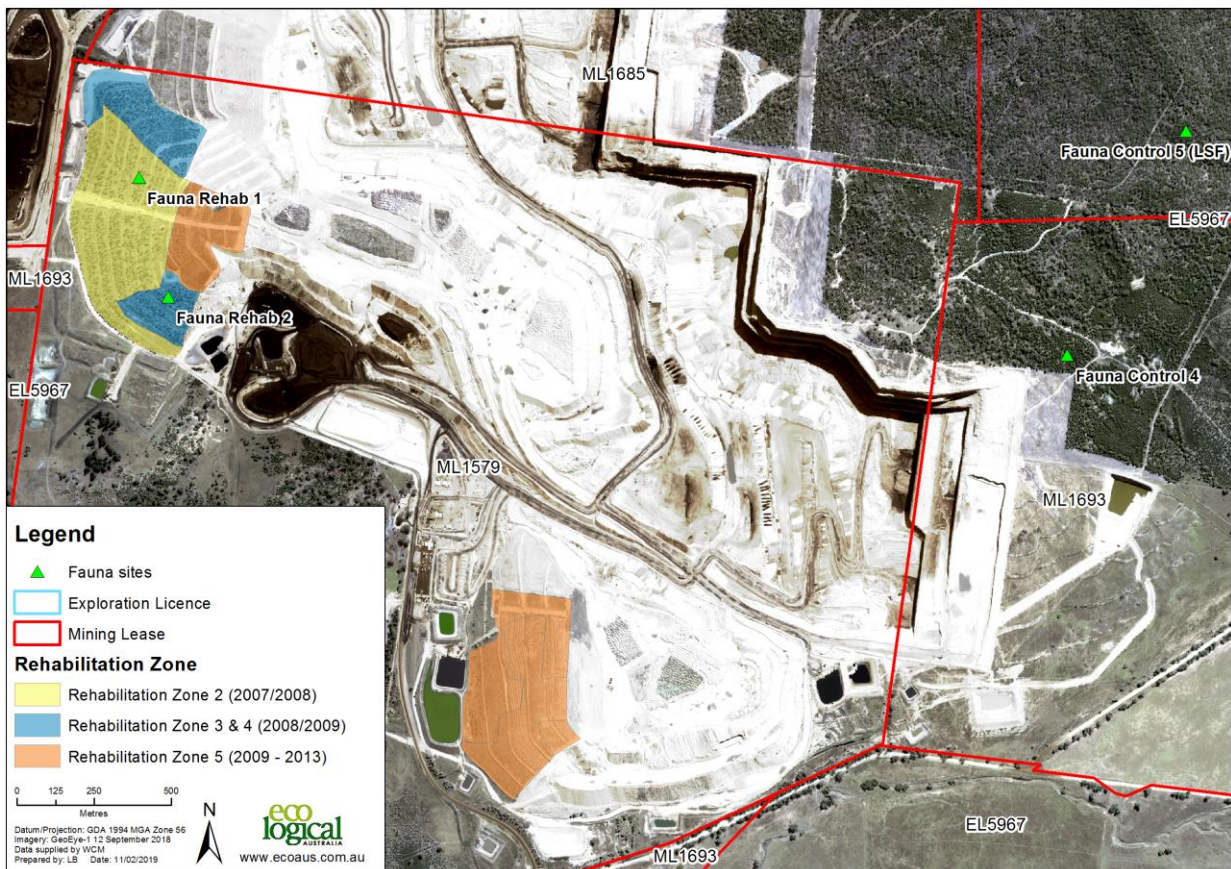 ML1685
Fauna Control 5 (LSF)
Fauna Rehab 1
EL5967
ML1693
Fauna Rehab 2
Fauna Control 4
EL5967
ML1579
ML1693
Legend
Fauna sites
Exploration Licence
Mining Lease
Rehabilitation Zone
Rehabilitation Zone 2 (2007/2008)
Rehabilitation Zone 3 & 4 (2008/2009)
Rehabilitation Zone 5 (2009 - 2013)
0 125 250 500
Metres
Datum/Projection: GDA 1994 MGA Zone 56
Imagery: GeoEye-1 12 September 2018
Data supplied by WCM
Prepared by: LB Date: 11/02/2019
N
eco
logical
AUSTRALIA
www.ecoaus.com.au
EL5967
ML1693